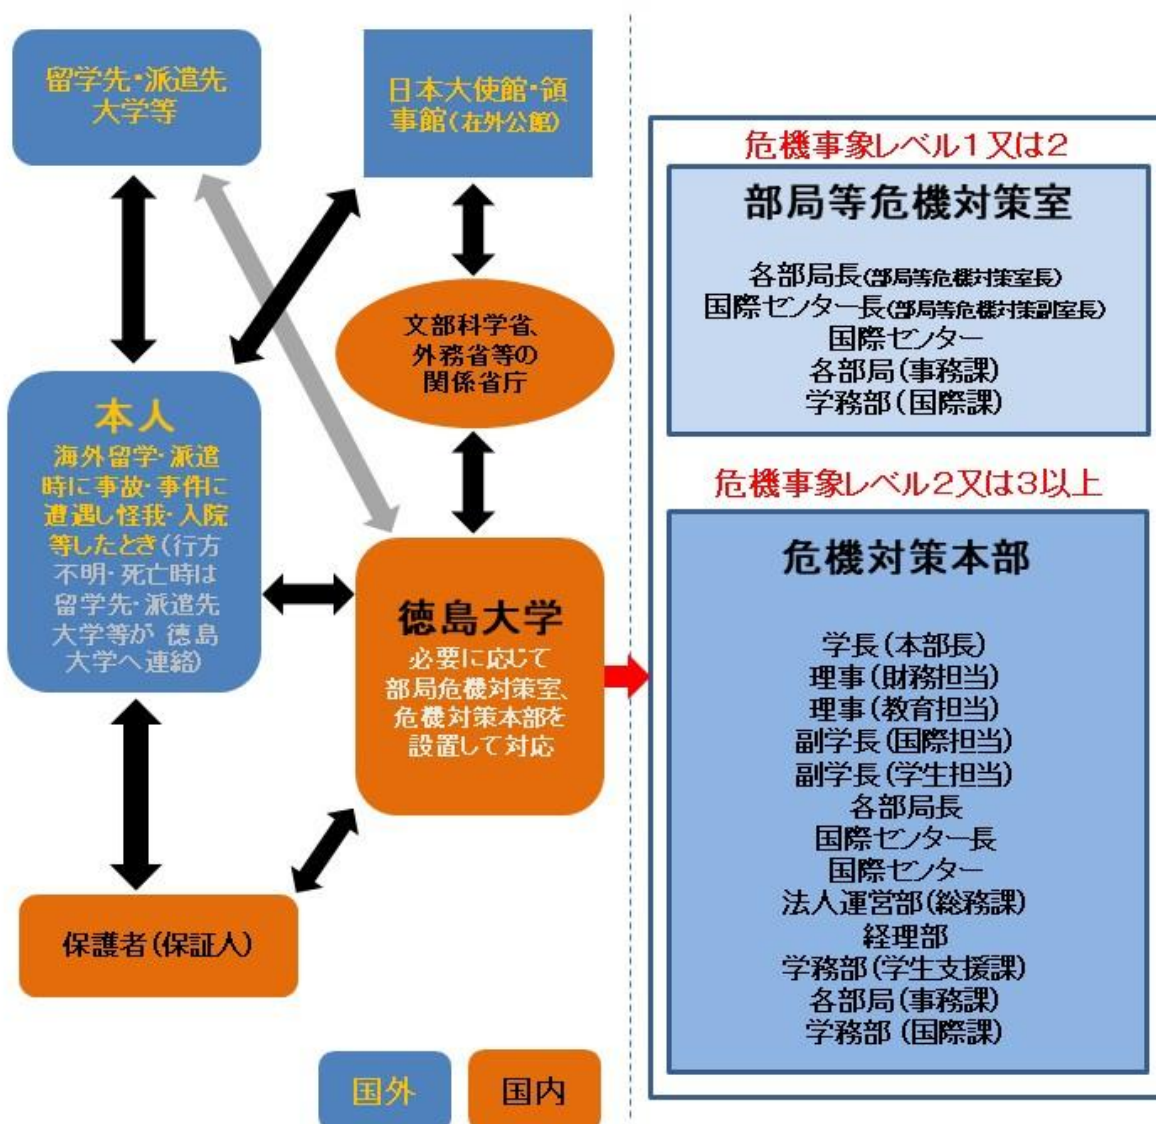 留学先・派遣先
大学等
日本大使館・領
事館(在外公館)
文部科学省、
外務省等の
関係省庁
本人
海外留学・派遣
時に事故・事件に
遭遇し怪我・入院
等したとき(行方
不明・死亡時は
留学先・派遣先
大学等が 徳島
大学へ連絡)
徳島大学
必要に応じて
部局危機対策室、
危機対策本部を
設置して対応
保護者(保証人)
国外
国内
危機事象レベル1又は2
部局等危機対策室
各部局長(部局等危機対策室長)
国際センター長(部局等危機対策副室長)
国際センター
各部局(事務課)
学務部(国際課)
危機事象レベル2又は3以上
危機対策本部
学長(本部長)
理事(財務担当)
理事(教育担当)
副学長(国際担当)
副学長(学生担当)
各部局長
国際センター長
国際センター
法人運営部(総務課)
経理部
学務部(学生支援課)
各部局(事務課)
学務部 (国際課)